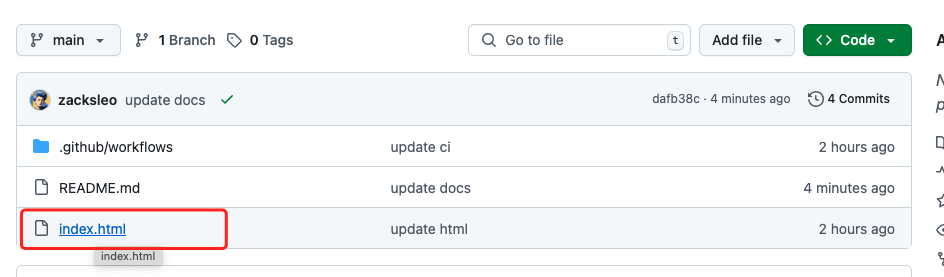 main 1 Branch 0 Tags Go to file t Add file <> Code A
zacksleo update docs dafb38c · 4 minutes ago 4 Commits
.github/workflows update ci 2 hours ago
README.md update docs 4 minutes ago
index.html update html 2 hours ago
index.html